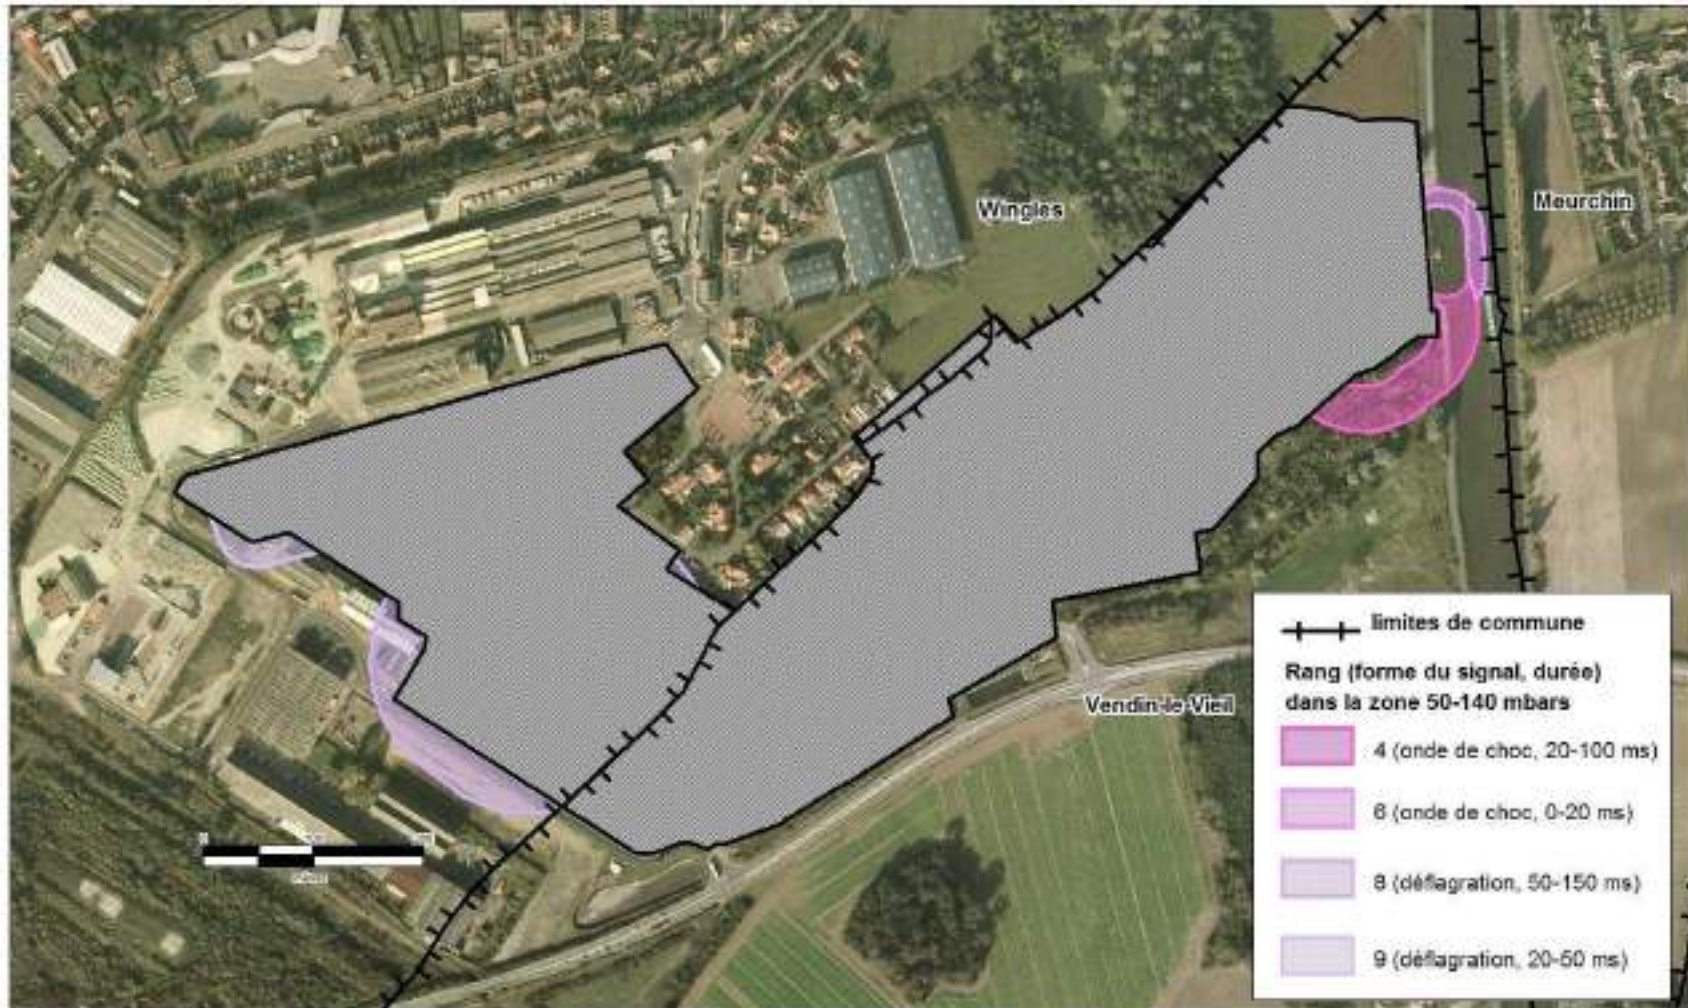 Wingles
Meurchin
Vendin-le-Vieil
limites de commune
Rang (forme du signal, durée)
dans la zone 50-140 mbars
4 (onde de choc, 20-100 ms)
6 (onde de choc, 0-20 ms)
8 (déflagration, 50-150 ms)
9 (déflagration, 20-50 ms)